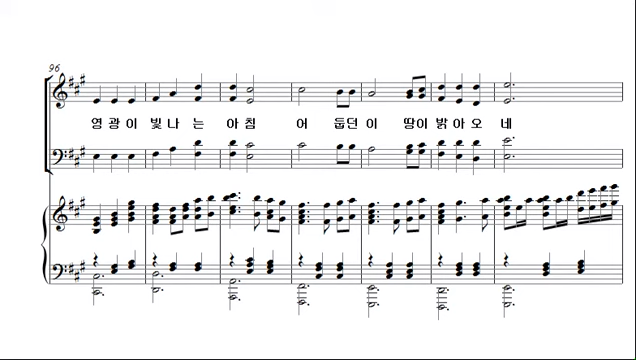 96
영 광 이 빛 나 는 아 침 어 둡던 이 땅이 밝 아 오 네